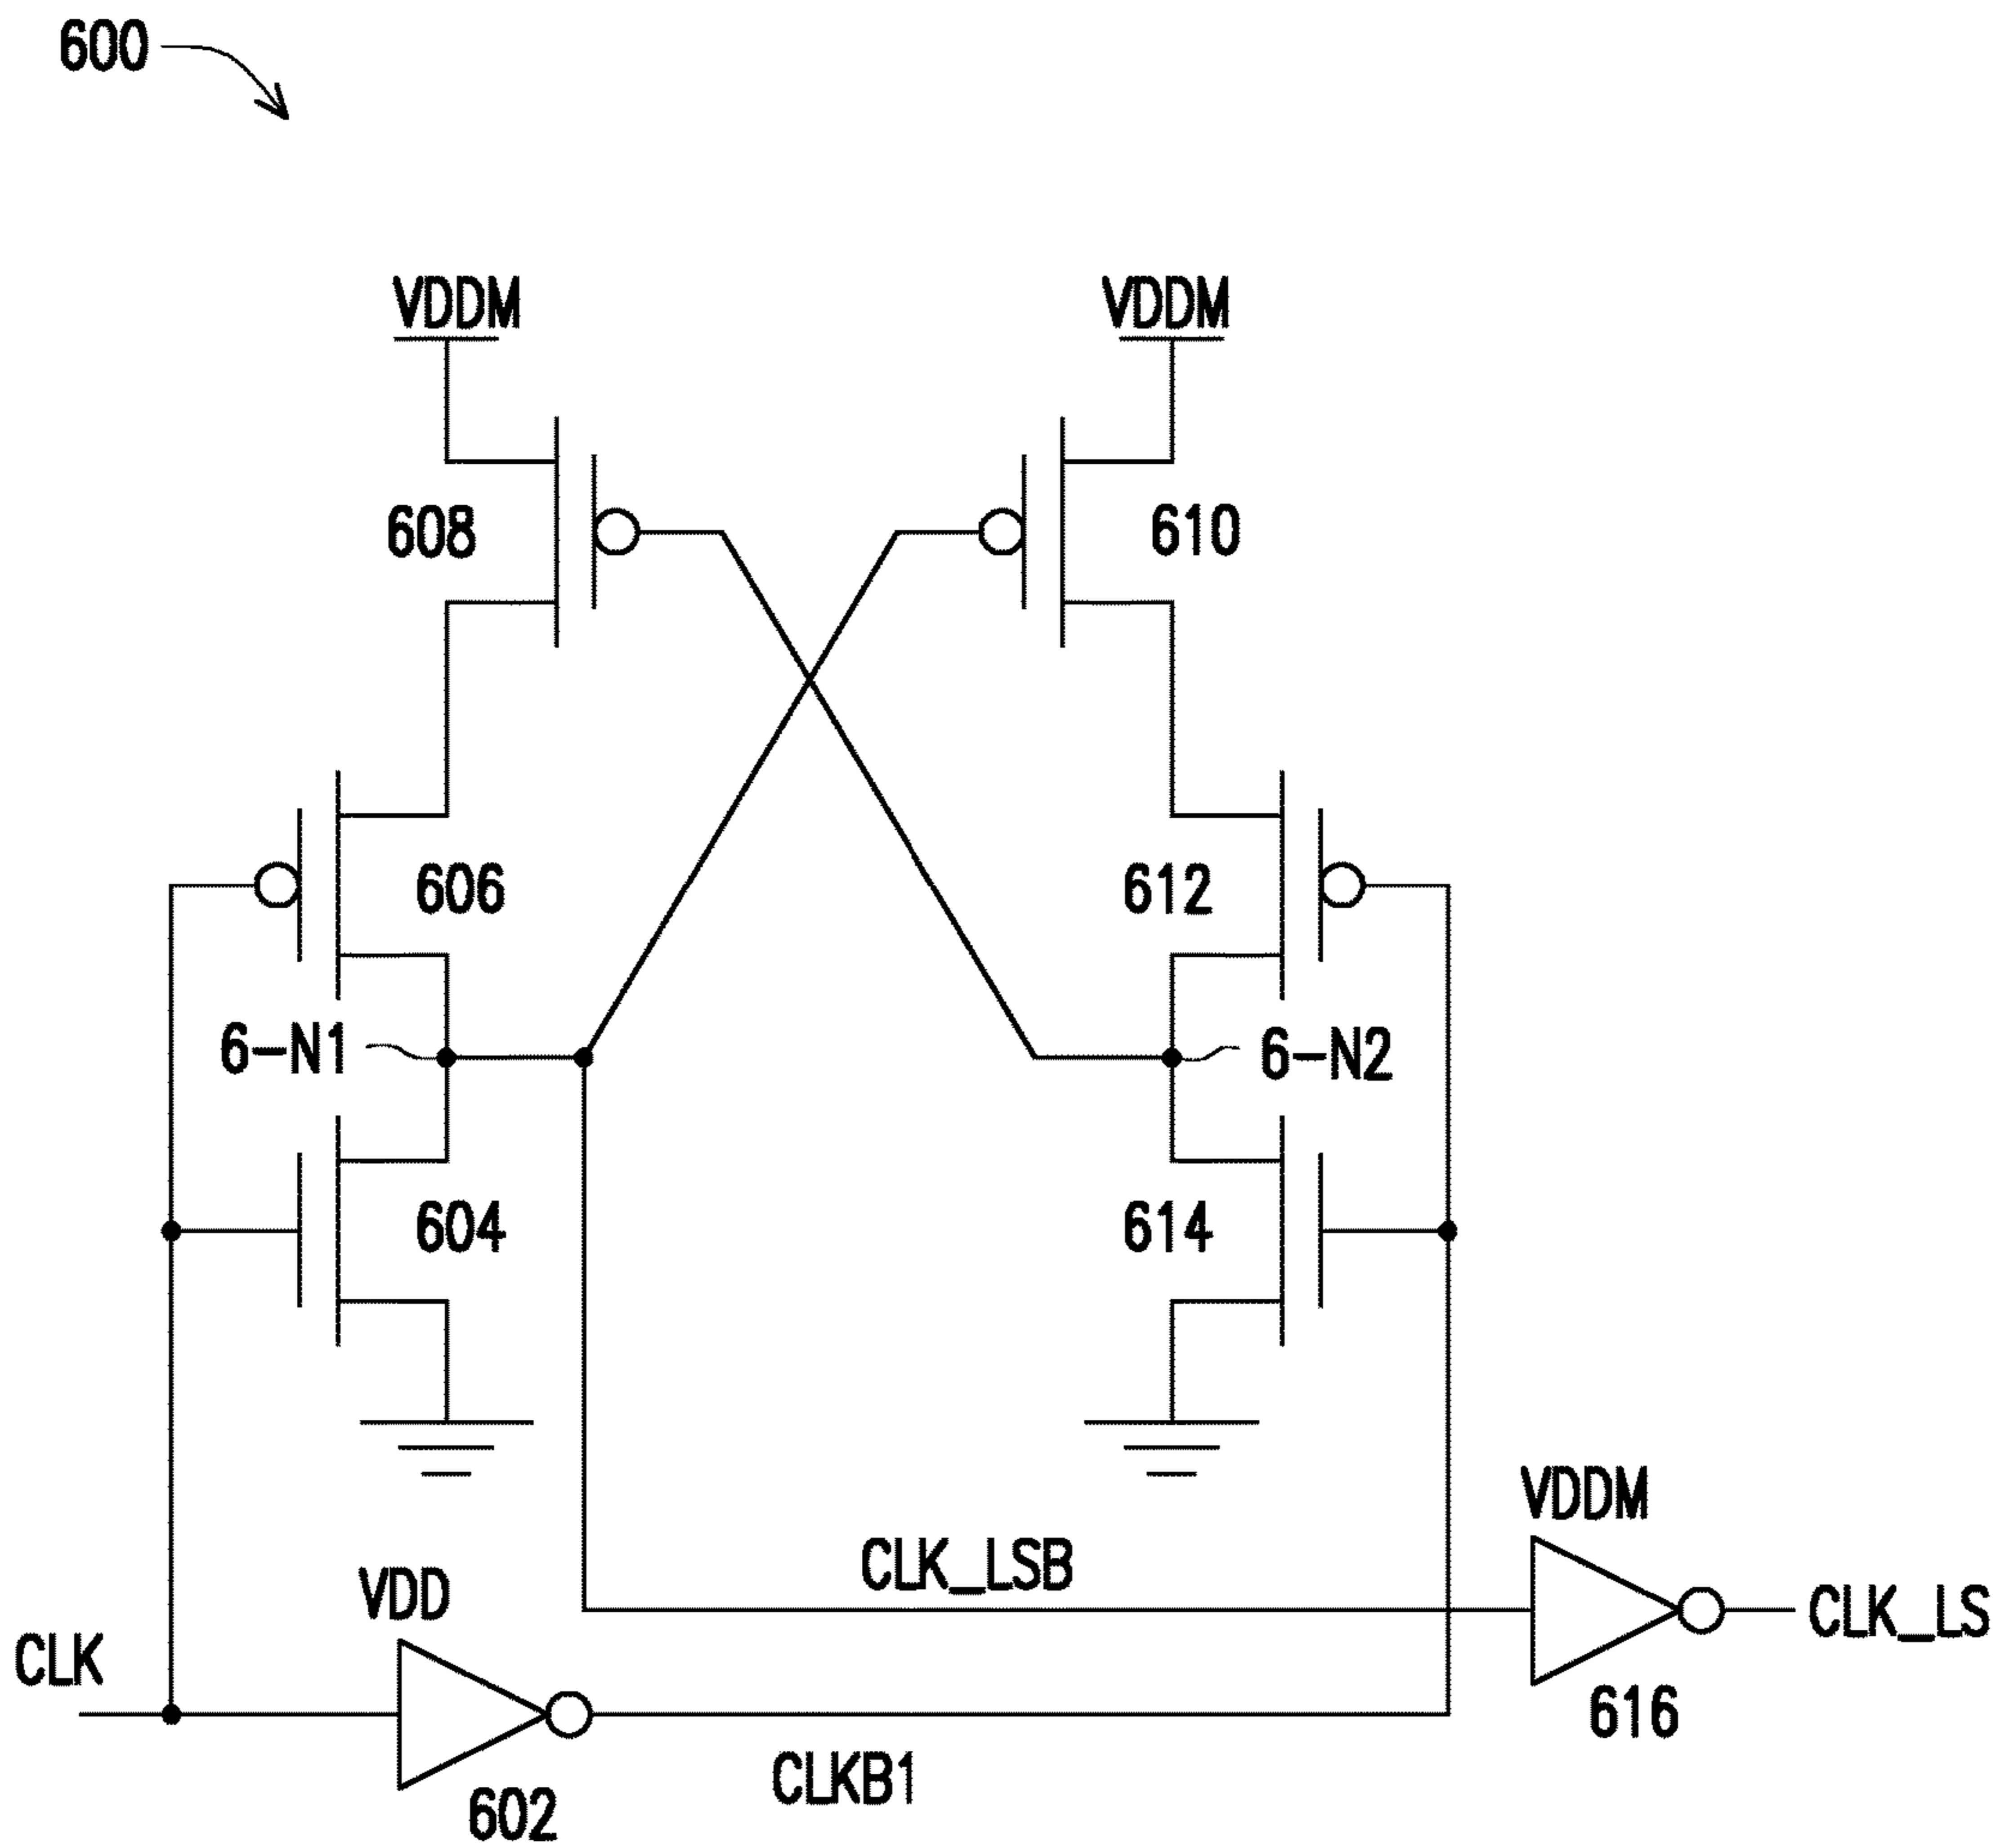 600
VDDM
VDDM
608
610
606
612
6-N1
6-N2
604
614
VDDM
CLK_LSB
VDD
CLK_LS
CLK
616
CLKB1
602